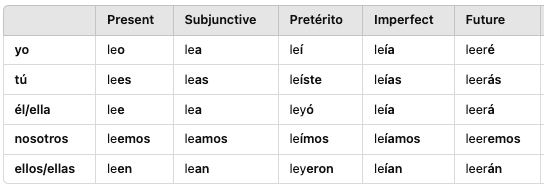 Present Subjunctive Pretérito Imperfect Future
yo leo lea leí leía leeré
tú lees leas leíste leías leerás
él/ella lee lea leyó leía leerá
nosotros leemos leamos leímos leíamos leeremos
ellos/ellas leen lean leyeron leían leerán